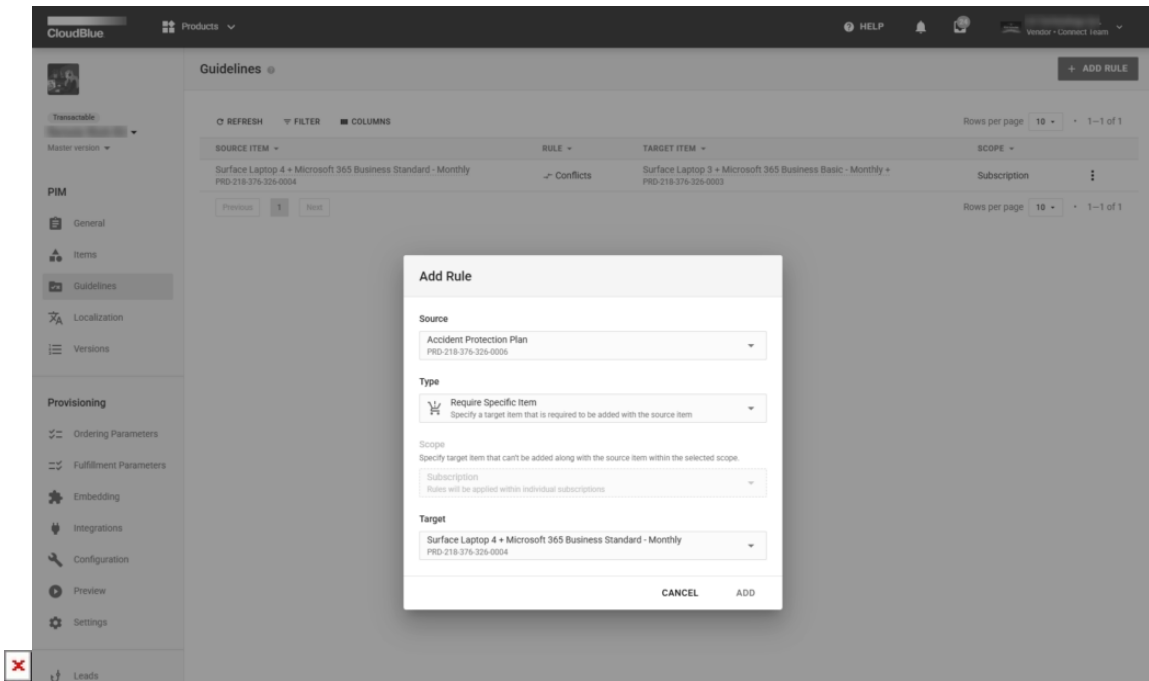 CloudBlue
Products
HELP
Vendor • Connect Team
Guidelines
+ ADD RULE
Transactable
Master version
REFRESH FILTER COLUMNS
Rows per page 10 1–1 of 1
SOURCE ITEM RULE TARGET ITEM SCOPE
Surface Laptop 4 + Microsoft 365 Business Standard - Monthly
PRD-218-376-326-0004
Conflicts
Surface Laptop 3 + Microsoft 365 Business Basic - Monthly +
PRD-218-376-326-0003
Subscription
Previous 1 Next
Rows per page 10 1–1 of 1
PIM
General
Items
Guidelines
Localization
Versions
Provisioning
Ordering Parameters
Fulfillment Parameters
Embedding
Integrations
Configuration
Preview
Settings
Leads
Add Rule
Source
Accident Protection Plan
PRD-218-376-326-0006
Type
Require Specific Item
Specify a target item that is required to be added with the source item
Scope
Specify target item that can't be added along with the source item within the selected scope.
Subscription
Rules will be applied within individual subscriptions
Target
Surface Laptop 4 + Microsoft 365 Business Standard - Monthly
PRD-218-376-326-0004
CANCEL ADD